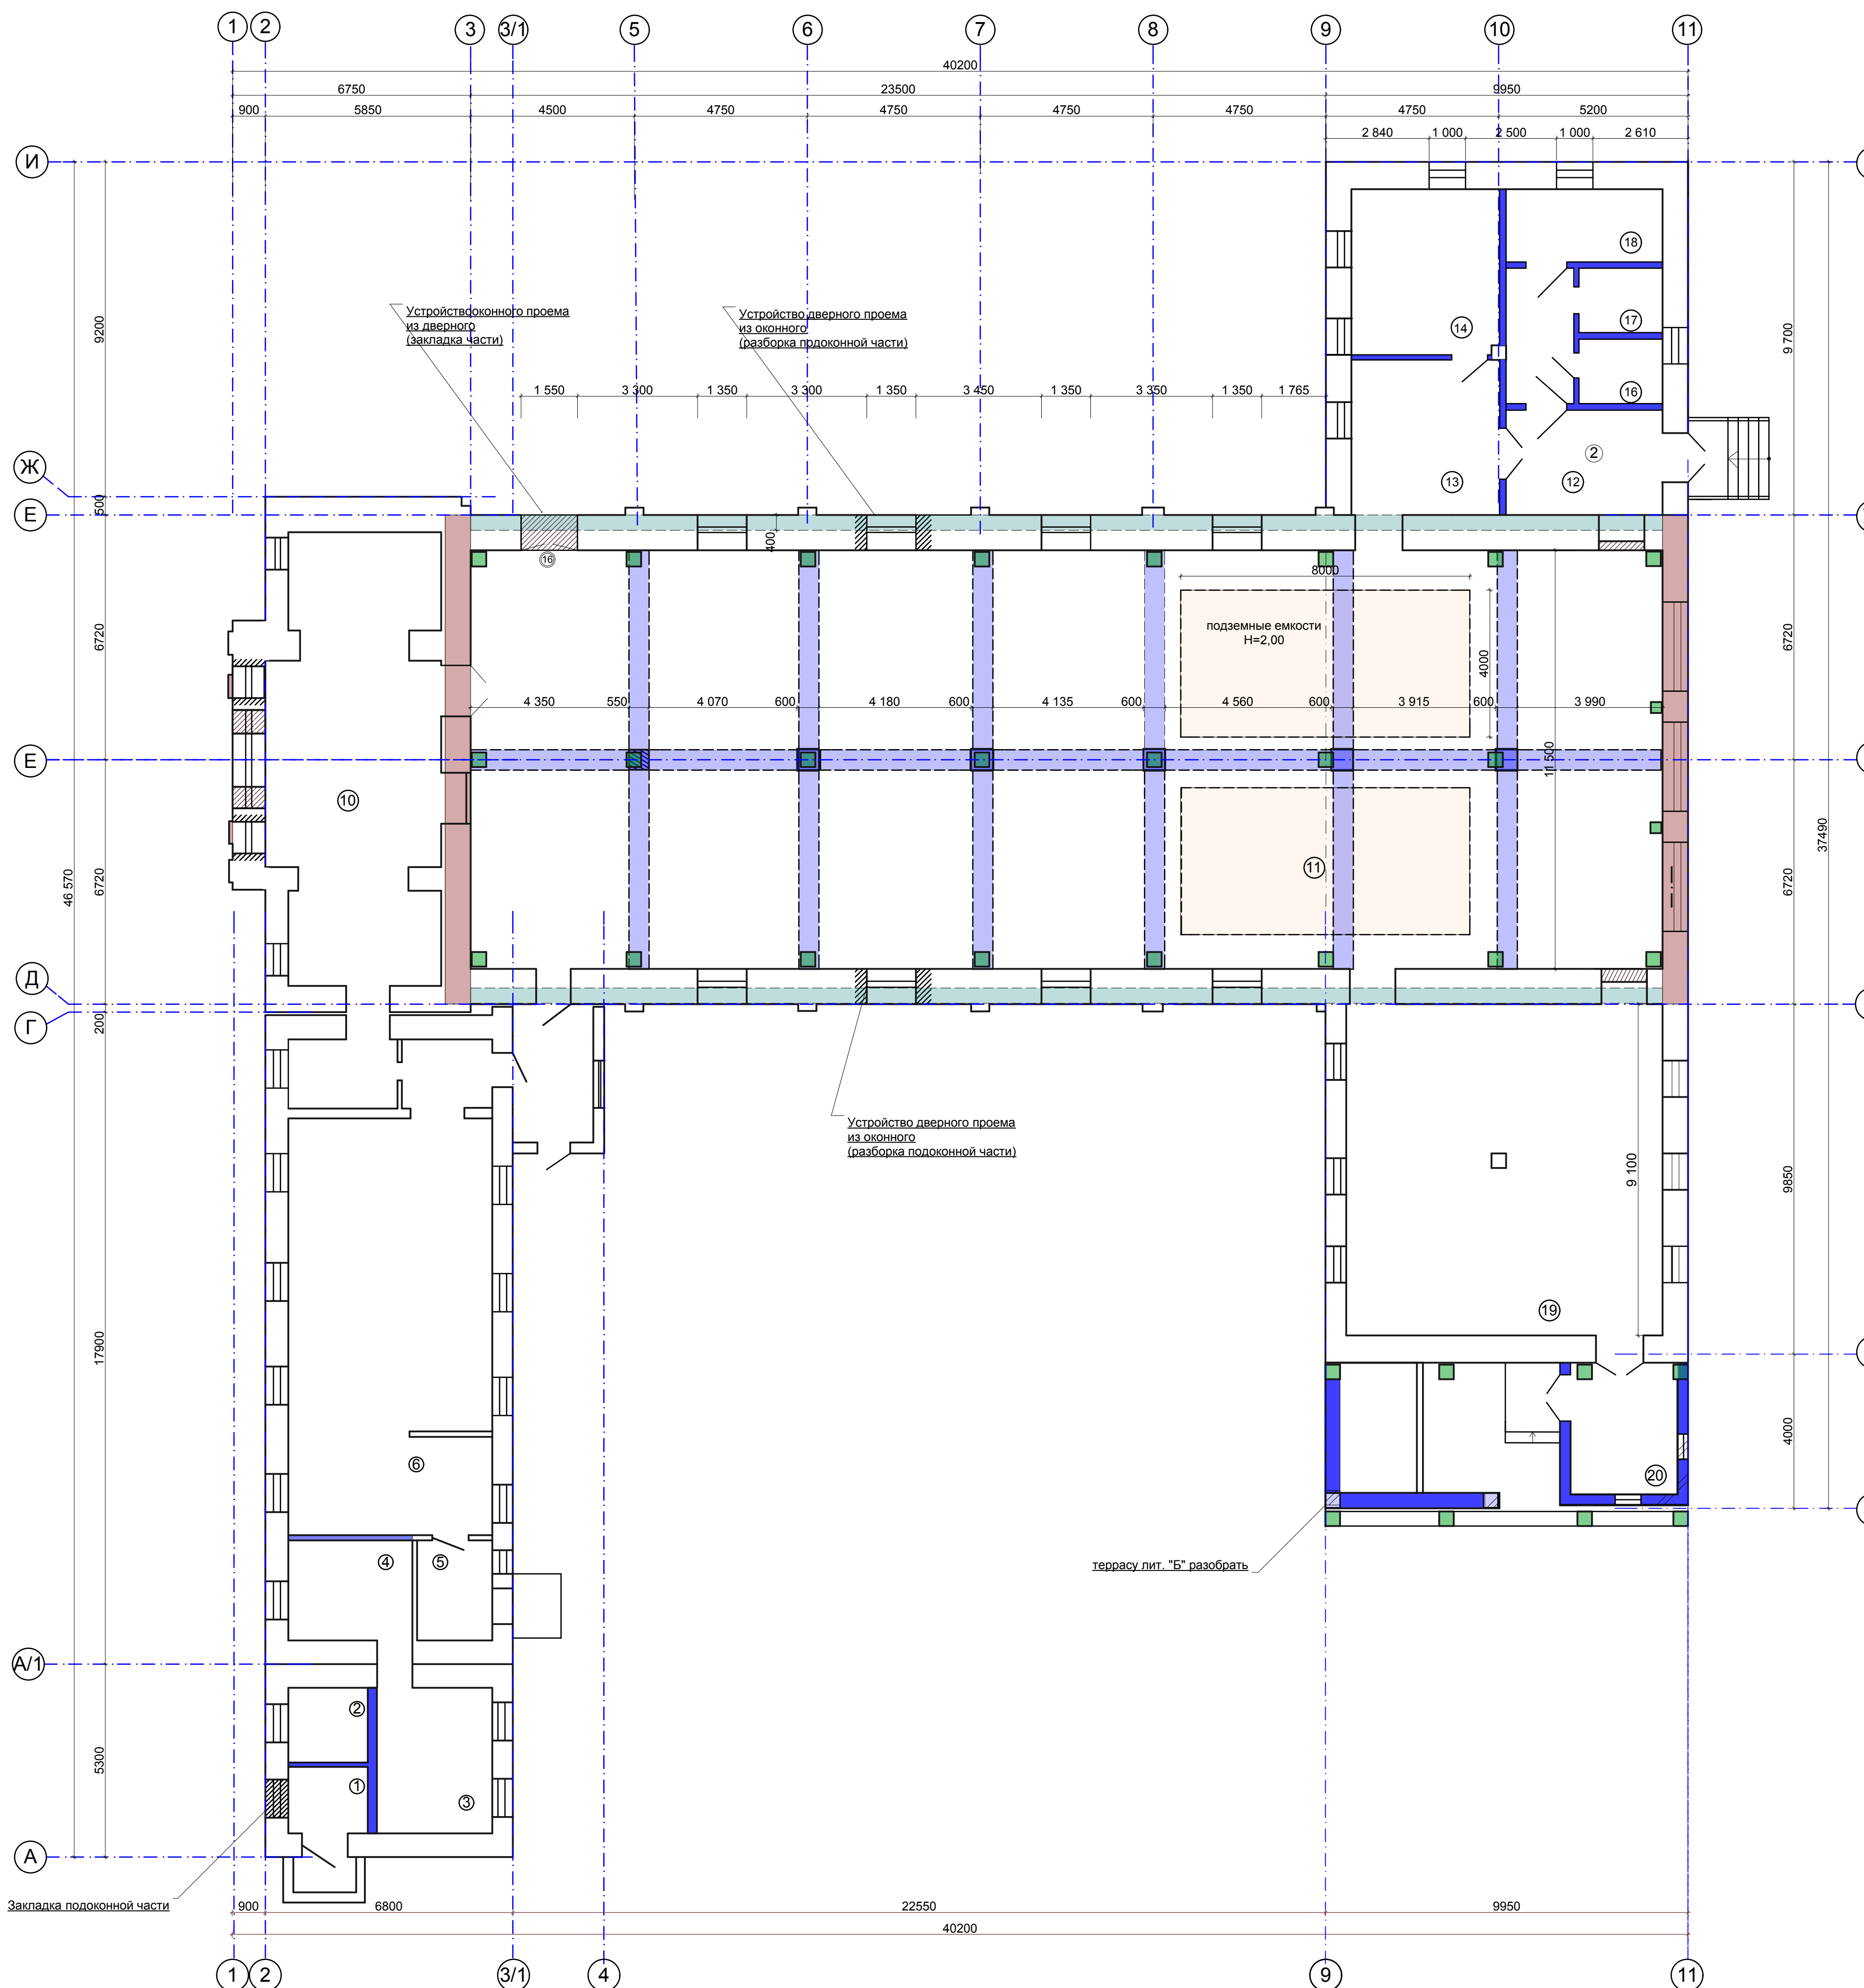 1 2 3 3/1 5 6 7 8 9 10 11
40200
6750 23500 9950
900 5850 4500 4750 4750 4750 4750 4750 5200
2 840 1 000 2 500 1 000 2 610
И
18
Устройствооконного проема
из дверного
(закладка части)
Устройство дверного проема
из оконного
(разборка подоконной части)
17
14
9200
9 700
1 550 3 300 1 350 3 300 1 350 3 450 1 350 3 350 1 350 1 765
16
2
Ж
13 12
500
Е
400
16
8000
подземные емкости
Н=2,00
6720
6720
4000
4 350 550 4 070 600 4 180 600 4 135 600 4 560 600 3 915 600 3 990
Е
11 500
10
11
37490
46 570
6720
6720
Д
Г
200
Устройство дверного проема
из оконного
(разборка подоконной части)
9 100
9850
19
17900
6
4000
20
4 5
террасу лит. "Б" разобрать
А/1
2
5300
1
3
А
Закладка подоконной части
900 6800 22550 9950
40200
1 2 3/1 4 9 11